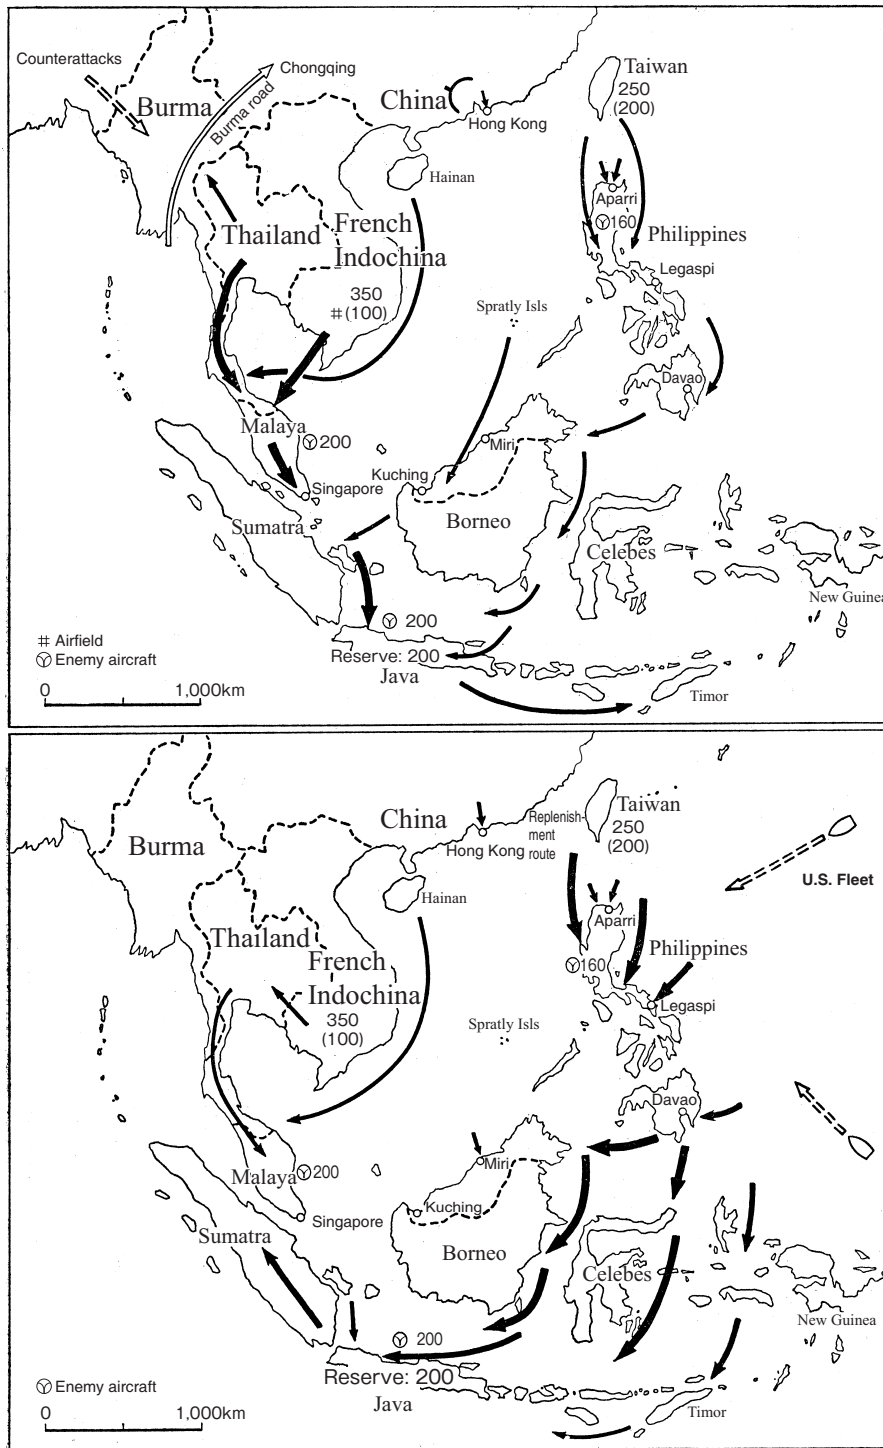 Counterattacks
Chongqing
Burma
Burma road
China
Hong Kong
Hainan
Taiwan
250
(200)
Aparri
160
Philippines
Legaspi
Thailand
French
Indochina
350
(100)
Spratly Isls
Davao
Malaya
200
Miri
Kuching
Singapore
Sumatra
Borneo
Celebes
New Guinea
200
Airfield
Enemy aircraft
Reserve: 200
Java
0 1,000km
Timor
China
Replenish-
ment
route
Taiwan
250
(200)
Burma
Hong Kong
U.S. Fleet
Hainan
Aparri
Thailand
French
Indochina
350
(100)
160
Philippines
Legaspi
Spratly Isls
Davao
Malaya
200
Miri
Kuching
Singapore
Sumatra
Borneo
Celebes
New Guinea
200
Reserve: 200
Enemy aircraft
Java
0 1,000km
Timor